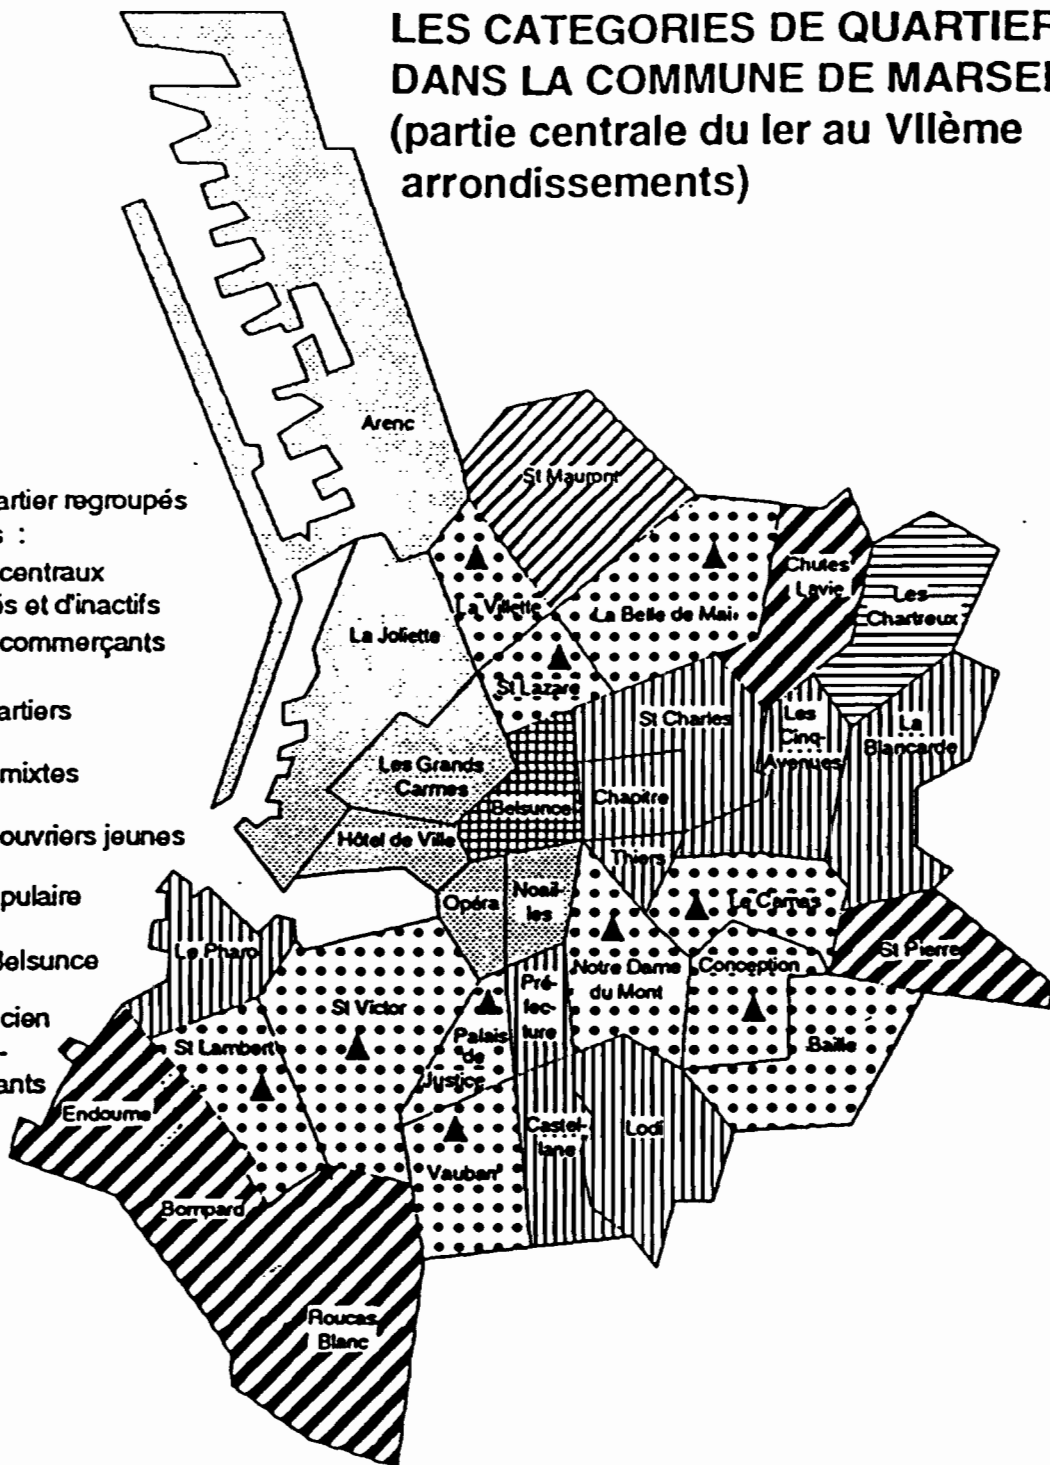 LES CATEGORIES DE QUARTIER
DANS LA COMMUNE DE MARSEI
(partie centrale du Ier au VIIème
arrondissements)
artier regroupés
s :
centraux
és et d'inactifs
commerçants
artiers
mixtes
ouvriers jeunes
pulaire
Belsunce
cien
-
ants
Arenc
St Mauront
La Villette
La Belle de Mai
Chutes
Lavie
Les
Chartreux
La Joliette
St Lazare
St Charles
Les
Cinq-
Avenues
La
Blancarde
Les Grands
Carmes
Belsunce
Chapitre
Hôtel de Ville
Thiers
Opéra
Noail-
les
Le Camas
St Pierre
Le Pharo
Notre Dame
du Mont
Conception
Pré-
fec-
ture
St Victor
Palais
de
Justice
Baille
St Lambert
Endoume
Castel-
lane
Lodi
Vauban
Bompard
Roucas
Blanc